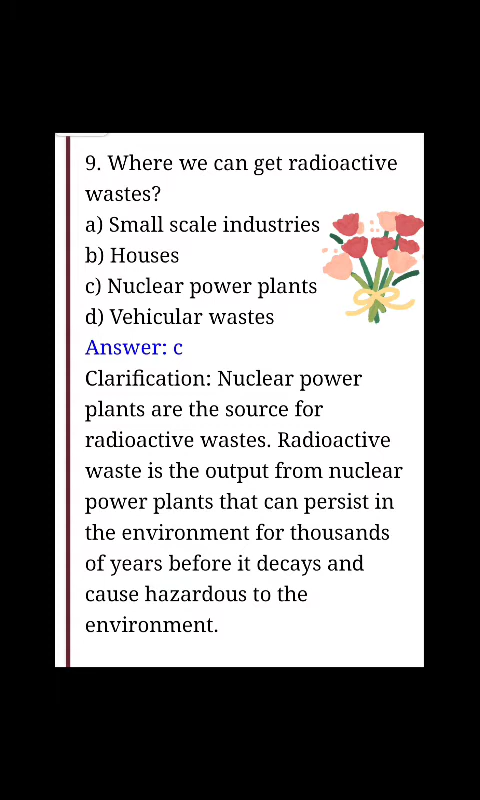 9. Where we can get radioactive
wastes?
a) Small scale industries
b) Houses
c) Nuclear power plants
d) Vehicular wastes
Answer: c
Clarification: Nuclear power
plants are the source for
radioactive wastes. Radioactive
waste is the output from nuclear
power plants that can persist in
the environment for thousands
of years before it decays and
cause hazardous to the
environment.